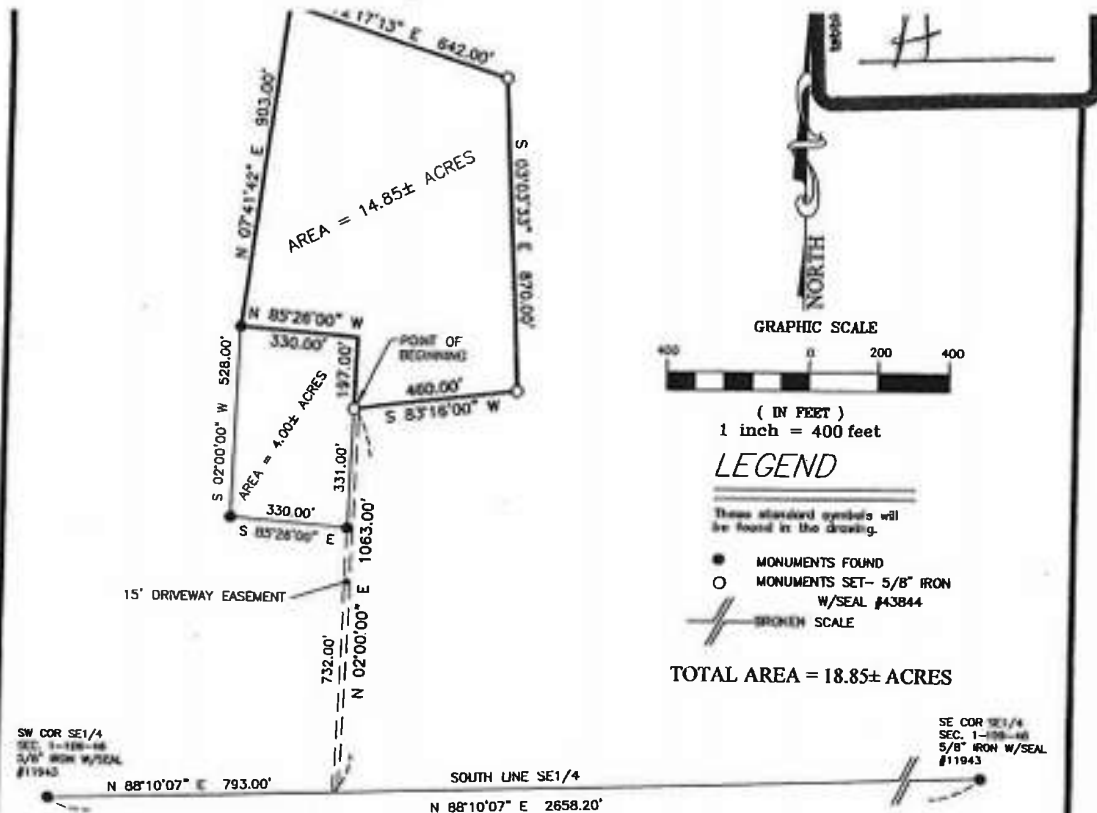 2°17'13" E 642.00'
N 07°41'42" E 903.00'
AREA = 14.85± ACRES
S 03°03'33" E 870.00'
N 85°26'00" W
330.00'
POINT OF
BEGINNING
197.00'
460.00'
S 83°16'00" W
S 02°00'00" W 528.00'
AREA = 4.00± ACRES
331.00'
330.00'
S 85°26'00" E
N 02°00'00" E 1063.00'
15' DRIVEWAY EASEMENT
732.00'
H
NORTH
GRAPHIC SCALE
400 0 200 400
( IN FEET )
1 inch = 400 feet
LEGEND
These standard symbols will
be found in the drawing.
MONUMENTS FOUND
MONUMENTS SET- 5/8" IRON
W/SEAL #43844
BROKEN SCALE
TOTAL AREA = 18.85± ACRES
SW COR SE1/4
SEC.
5/8" IRON W/SEAL
#11943
SE COR SE1/4
SEC.
5/8" IRON W/SEAL
#11943
N 88°10'07" E 793.00'
SOUTH LINE SE1/4
N 88°10'07" E 2658.20'